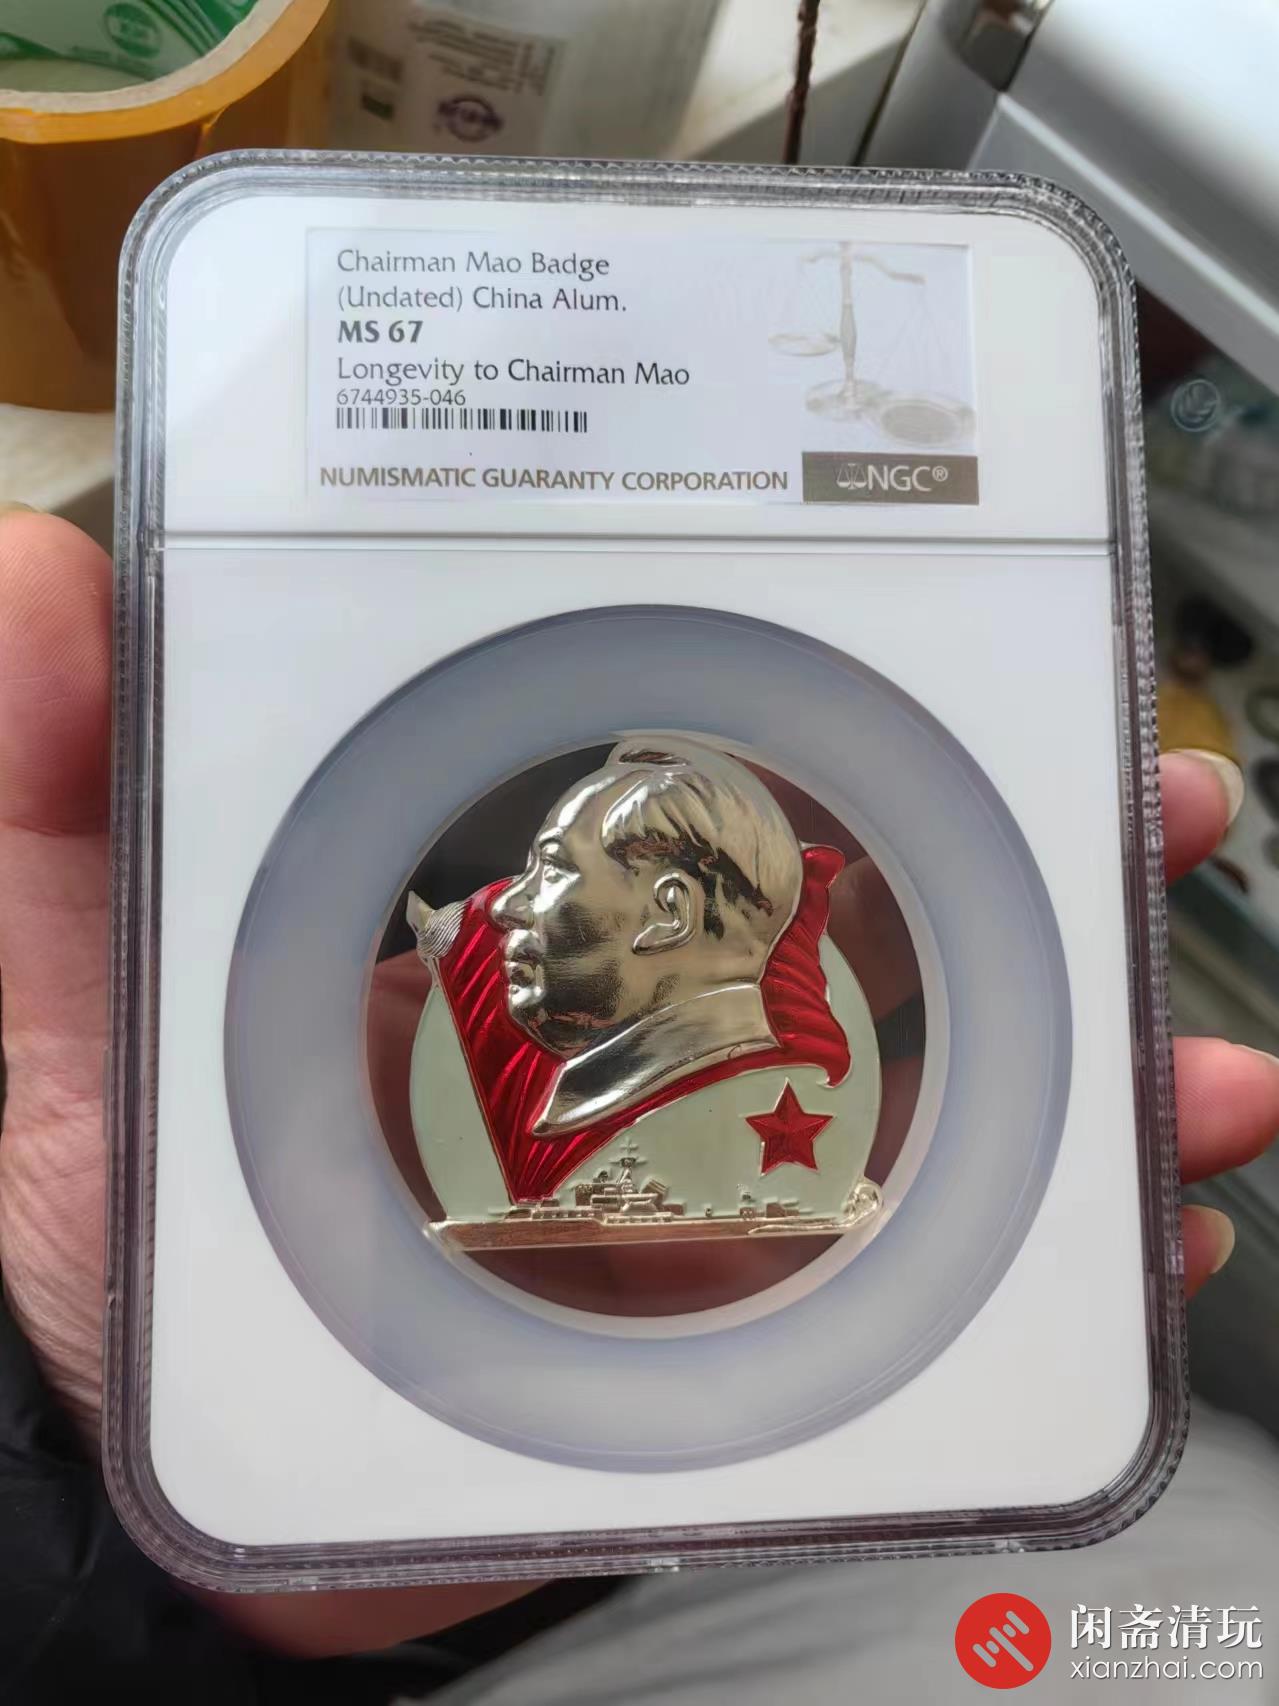 Chairman Mao Badge
(Undated) China Alum.
MS 67
Longevity to Chairman Mao
6744935-046
NUMISMATIC GUARANTY CORPORATION
NGC®
闲斋清玩
xianzhai.com